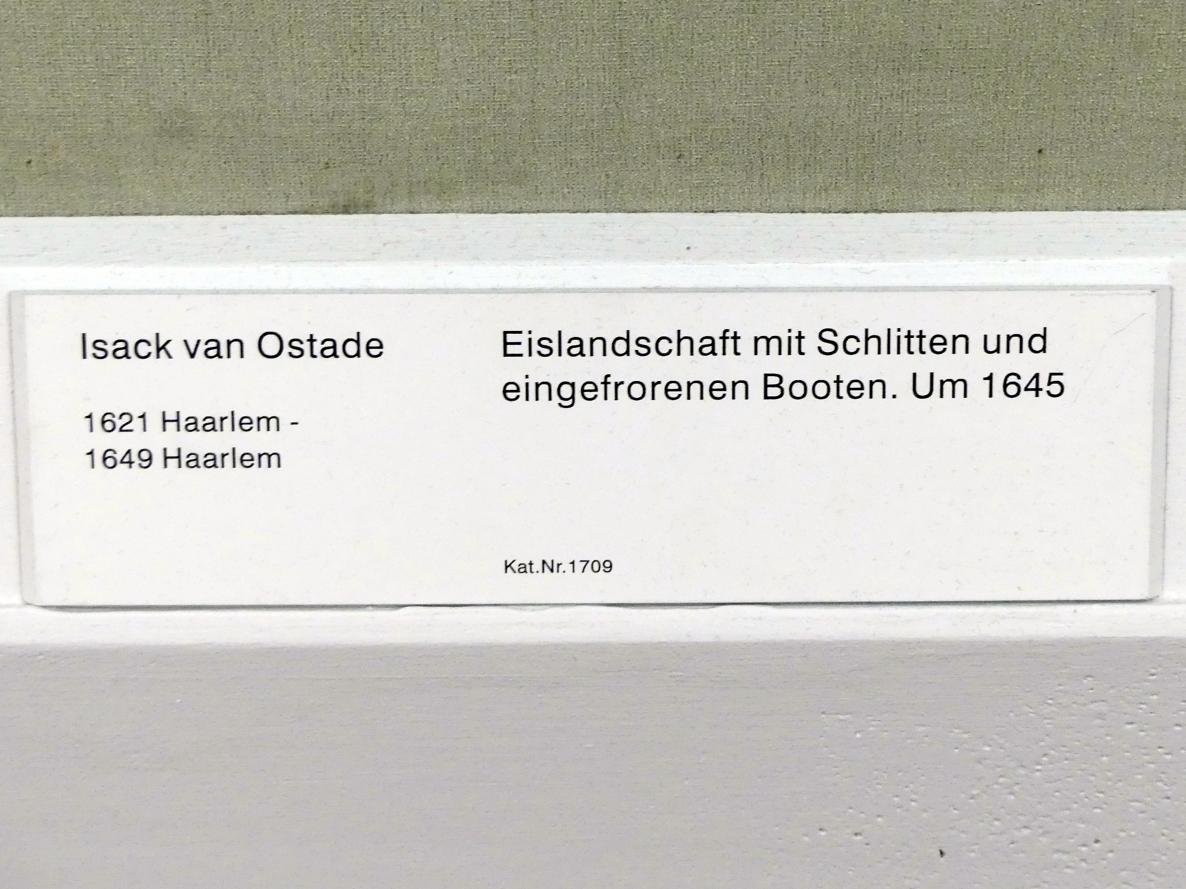 Isack van Ostade
1621 Haarlem -
1649 Haarlem
Eislandschaft mit Schlitten und
eingefrorenen Booten. Um 1645
Kat.Nr.1709